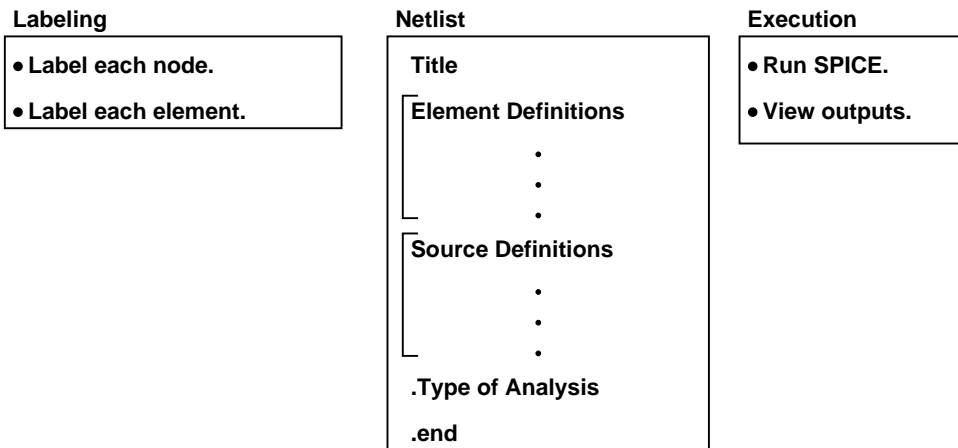 Labeling
• Label each node.
• Label each element.
Netlist
Title
Element Definitions
Source Definitions
.Type of Analysis
.end
Execution
• Run SPICE.
• View outputs.